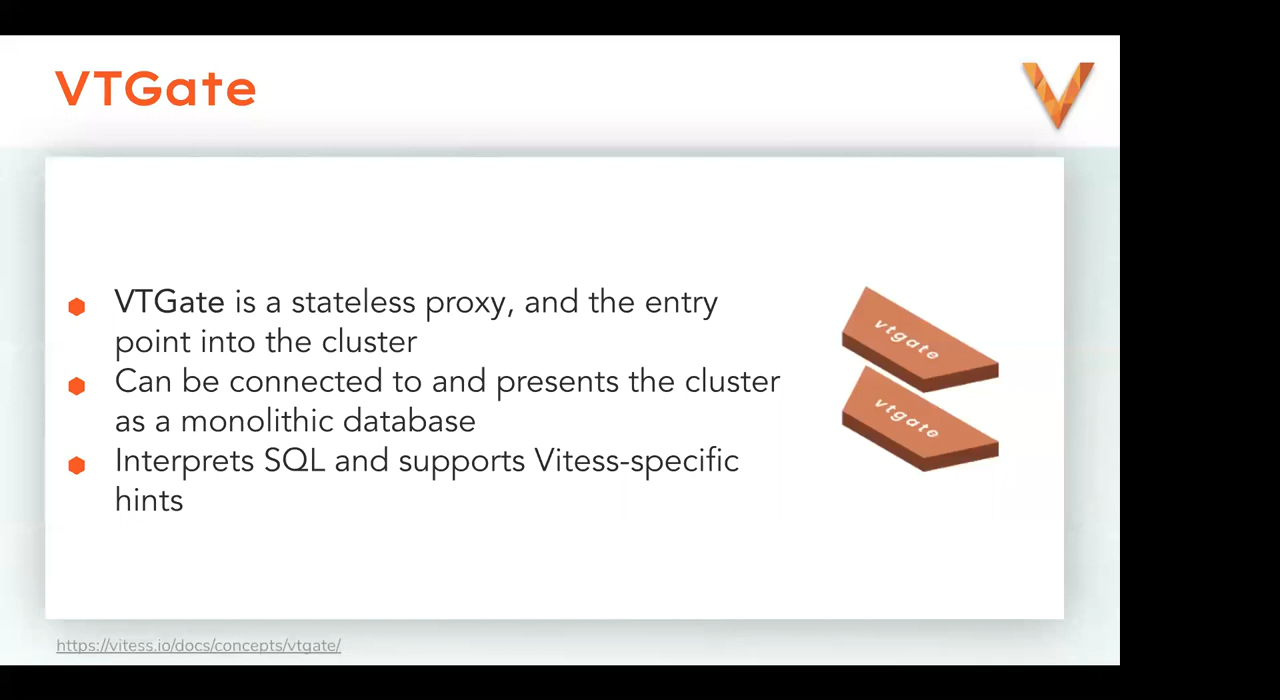 VTGate
VTGate is a stateless proxy, and the entry
point into the cluster
Can be connected to and presents the cluster
as a monolithic database
Interprets SQL and supports Vitess-specific
hints
vtgate
vtgate
https://vitess.io/docs/concepts/vtgate/